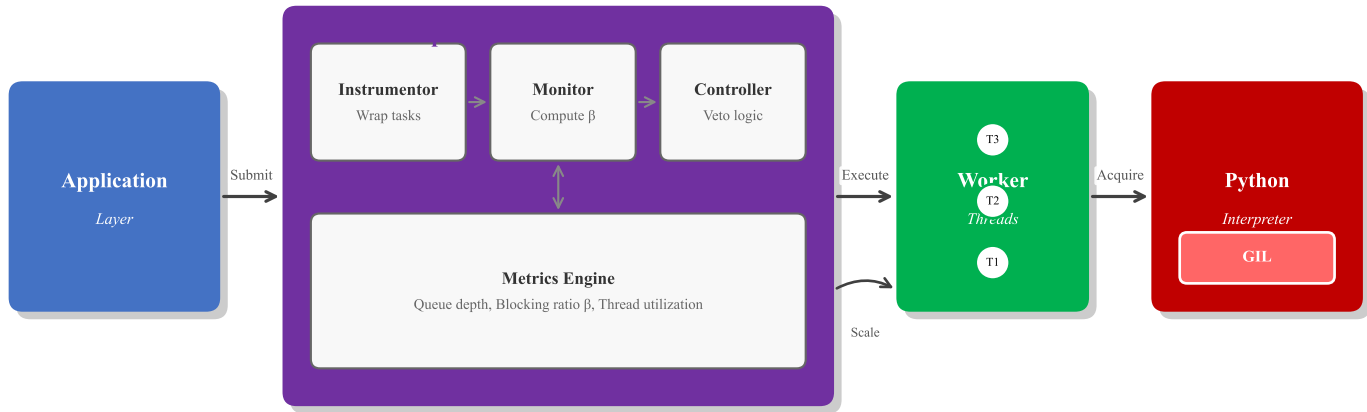 Application
Layer
Submit
Instrumentor
Wrap tasks
Monitor
Compute β
Controller
Veto logic
Metrics Engine
Queue depth, Blocking ratio β, Thread utilization
Execute
Scale
T3
Worker
T2
Threads
T1
Acquire
Python
Interpreter
GIL